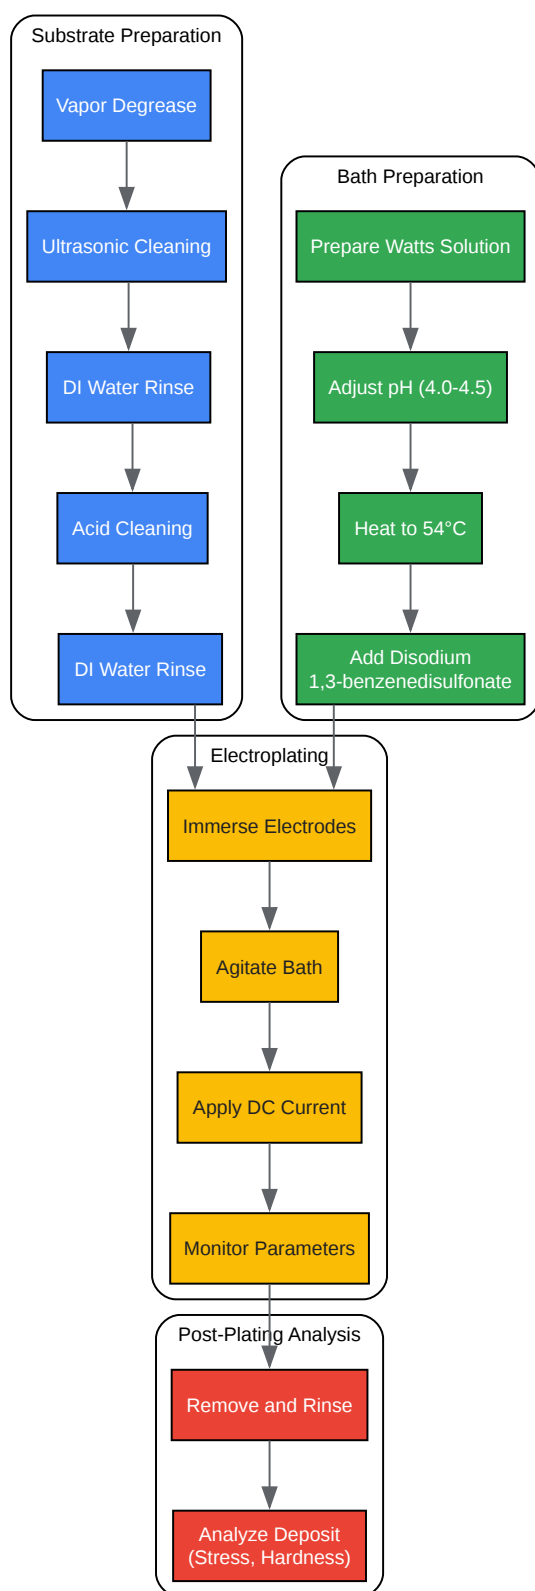 Substrate Preparation
Vapor Degrease
Ultrasonic Cleaning
DI Water Rinse
Acid Cleaning
DI Water Rinse
Bath Preparation
Prepare Watts Solution
Adjust pH (4.0-4.5)
Heat to 54°C
Add Disodium
1,3-benzenedisulfonate
Electroplating
Immerse Electrodes
Agitate Bath
Apply DC Current
Monitor Parameters
Post-Plating Analysis
Remove and Rinse
Analyze Deposit
(Stress, Hardness)